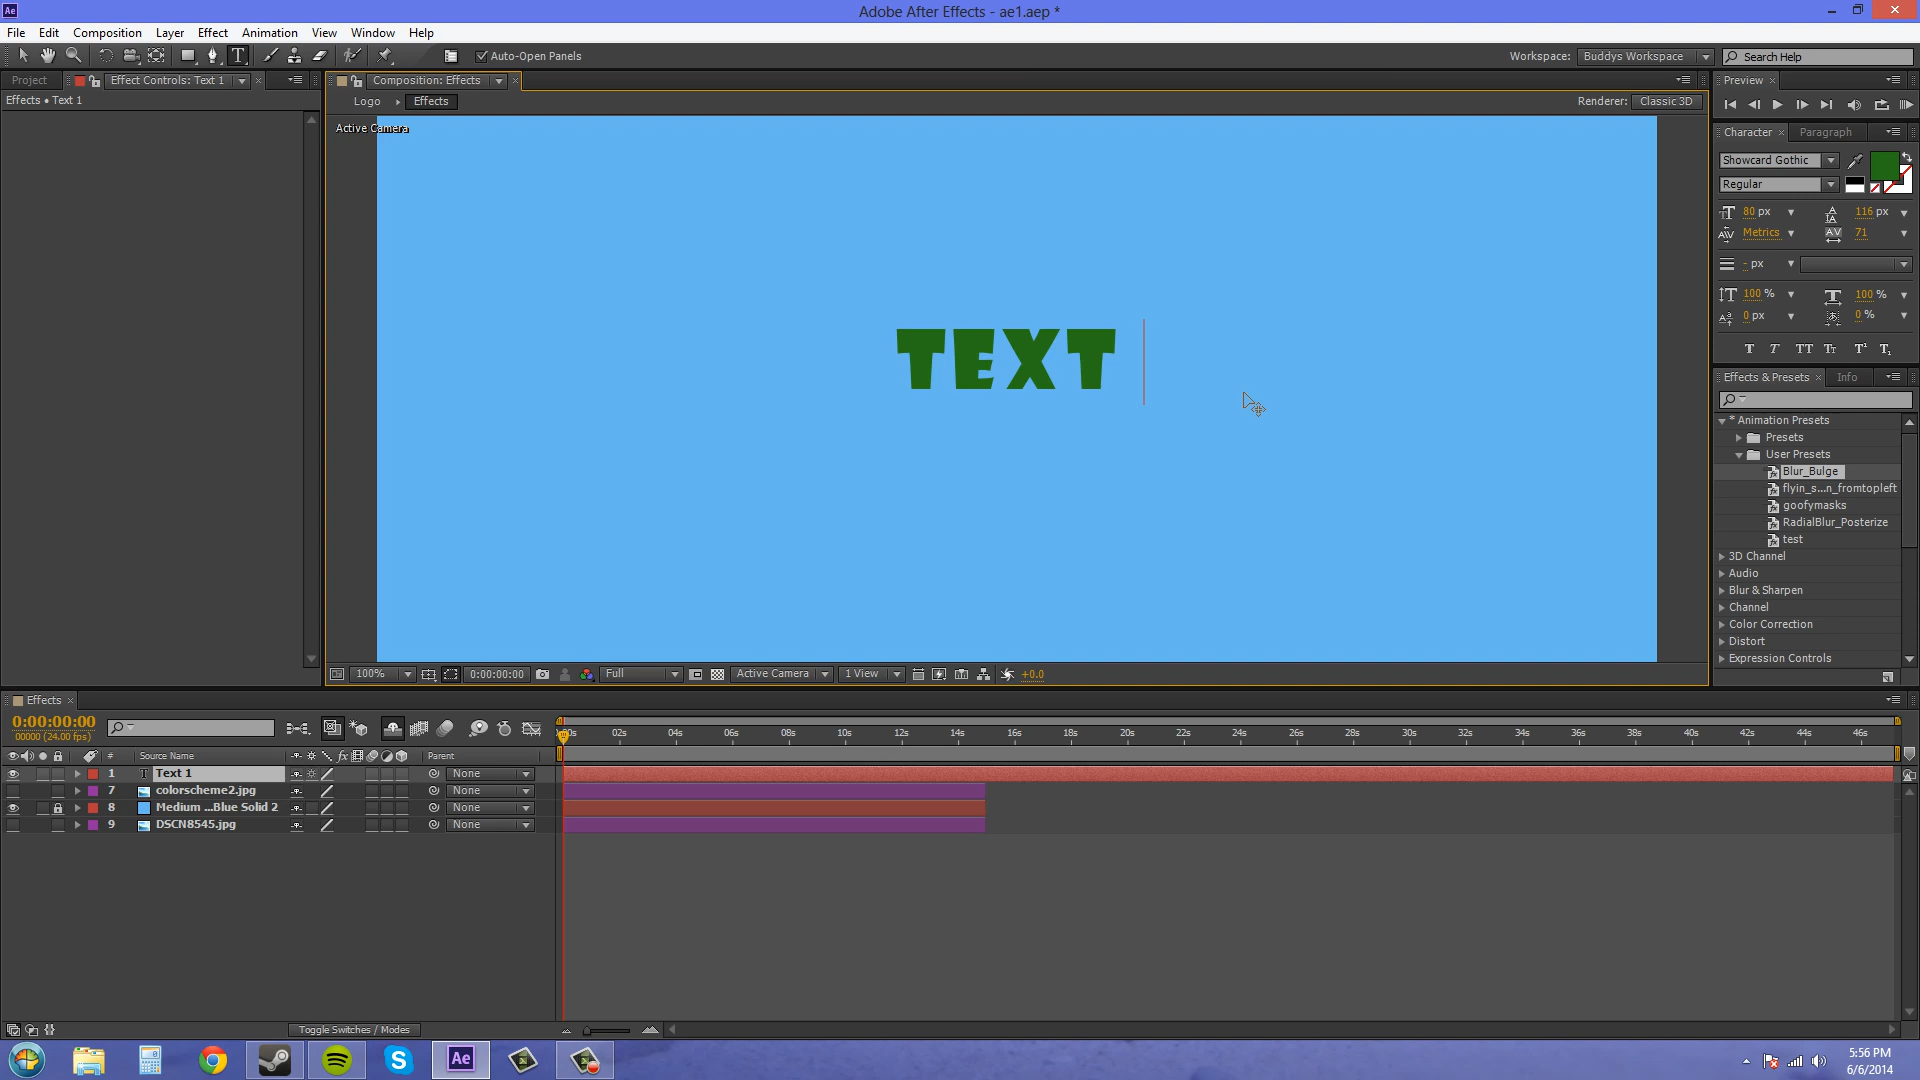 Ae Adobe After Effects - ae1.aep *
File Edit Composition Layer Effect Animation View Window Help
T Auto-Open Panels Workspace: Buddys Workspace Search Help
Project Effect Controls: Text 1 Composition: Effects Preview
Effects • Text 1
Logo Effects Renderer: Classic 3D
Active Camera
Character Paragraph
Showcard Gothic
Regular
80 px 116 px
Metrics 71
- px
100 % 100 %
0 px 0 %
T T TT Tt T¹ T₁
TEXT
Effects & Presets Info
* Animation Presets
Presets
User Presets
Blur_Bulge
flyin_s...n_fromtopleft
goofymasks
RadialBlur_Posterize
test
3D Channel
Audio
Blur & Sharpen
Channel
Color Correction
Distort
Expression Controls
100% 0:00:00:00 Full Active Camera 1 View +0.0
Effects
0:00:00:00
00000 (24.00 fps)
02s 04s 06s 08s 10s 12s 14s 16s 18s 20s 22s 24s 26s 28s 30s 32s 34s 36s 38s 40s 42s 44s 46s
# Source Name fx Parent
1 T Text 1 None
7 colorscheme2.jpg None
8 Medium ...Blue Solid 2 None
9 DSCN8545.jpg None
Toggle Switches / Modes
S Ae
5:56 PM
6/6/2014